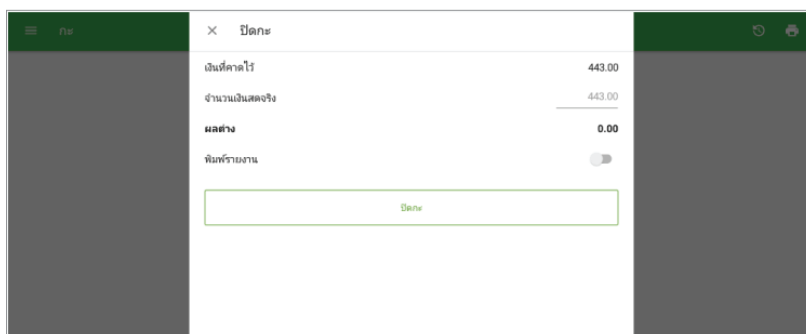 กะ
ปิดกะ
เงินที่คาดไว้ 443.00
จำนวนเงินสดจริง 443.00
ผลต่าง 0.00
พิมพ์รายงาน
ปิดกะ